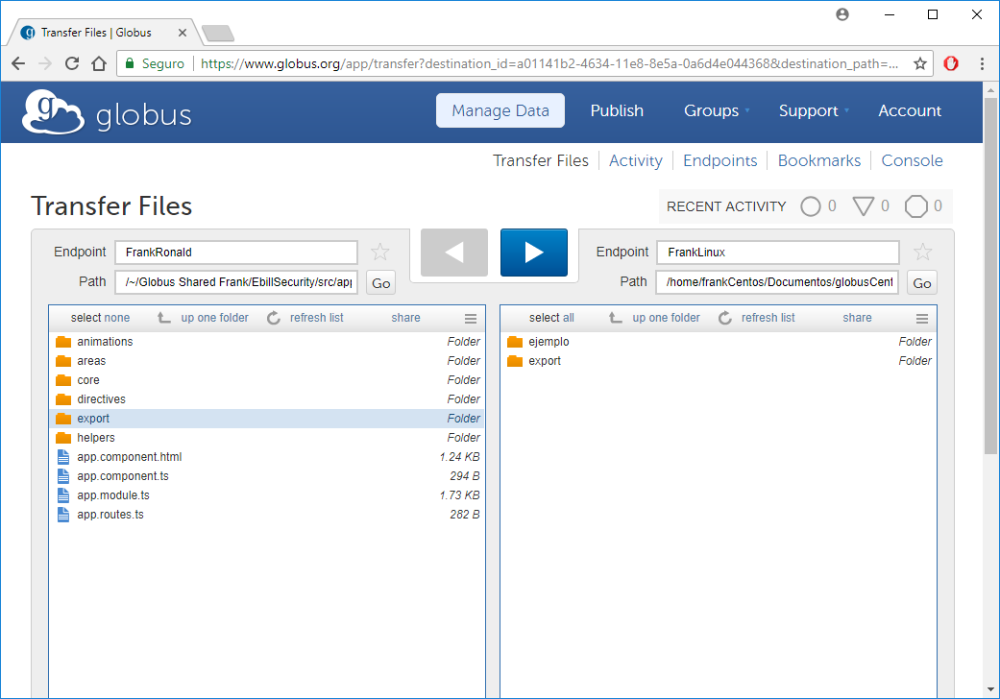 Transfer Files | Globus
Seguro https://www.globus.org/app/transfer?destination_id=a01141b2-4634-11e8-8e5a-0a6d4e044368&destination_path=...
g globus Manage Data Publish Groups Support Account
Transfer Files Activity Endpoints Bookmarks Console
Transfer Files RECENT ACTIVITY 0 0 0
Endpoint FrankRonald Endpoint FrankLinux
Path /~/Globus Shared Frank/EbillSecurity/src/app Go Path /home/frankCentos/Documentos/globusCent Go
select none up one folder refresh list share select all up one folder refresh list share
animations Folder ejemplo Folder
areas Folder export Folder
core Folder
directives Folder
export Folder
helpers Folder
app.component.html 1.24 KB
app.component.ts 294 B
app.module.ts 1.73 KB
app.routes.ts 282 B